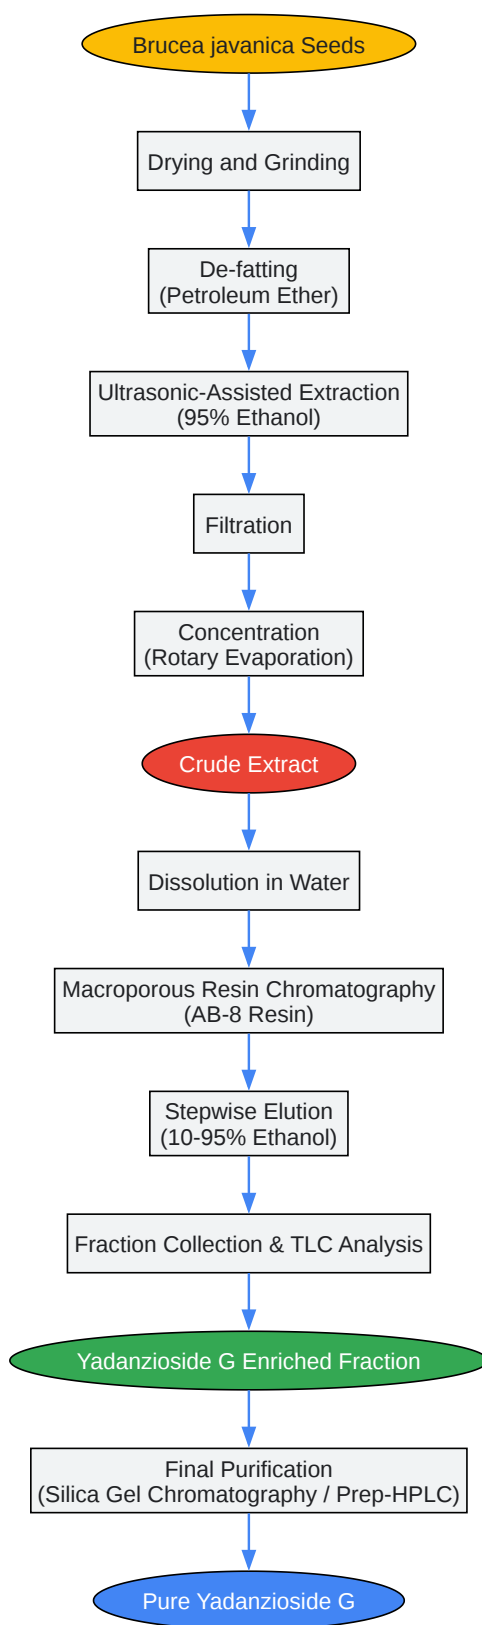 Brucea javanica Seeds
Drying and Grinding
De-fatting
(Petroleum Ether)
Ultrasonic-Assisted Extraction
(95% Ethanol)
Filtration
Concentration
(Rotary Evaporation)
Crude Extract
Dissolution in Water
Macroporous Resin Chromatography
(AB-8 Resin)
Stepwise Elution
(10-95% Ethanol)
Fraction Collection & TLC Analysis
Yadanzioside G Enriched Fraction
Final Purification
(Silica Gel Chromatography / Prep-HPLC)
Pure Yadanzioside G